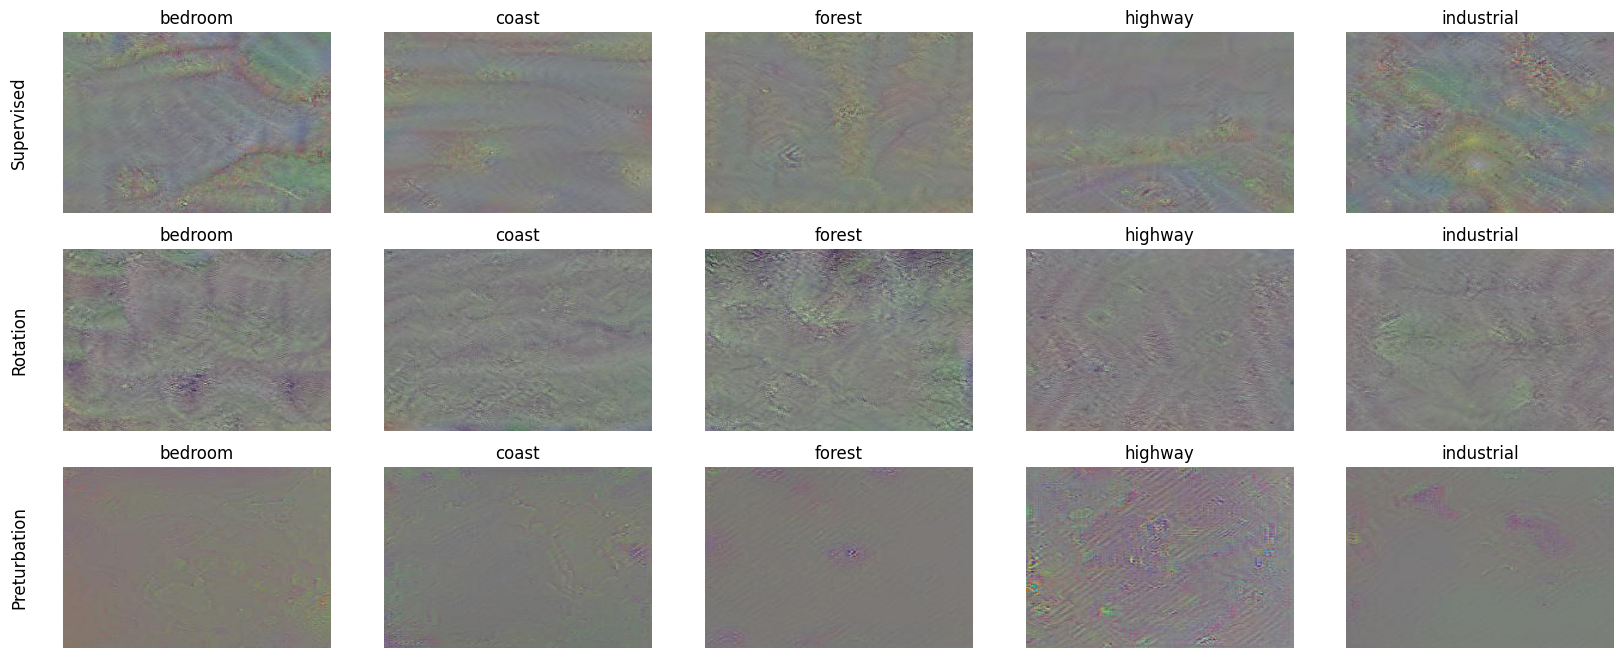 bedroom coast forest highway industrial
Supervised
bedroom coast forest highway industrial
Rotation
bedroom coast forest highway industrial
Preturbation